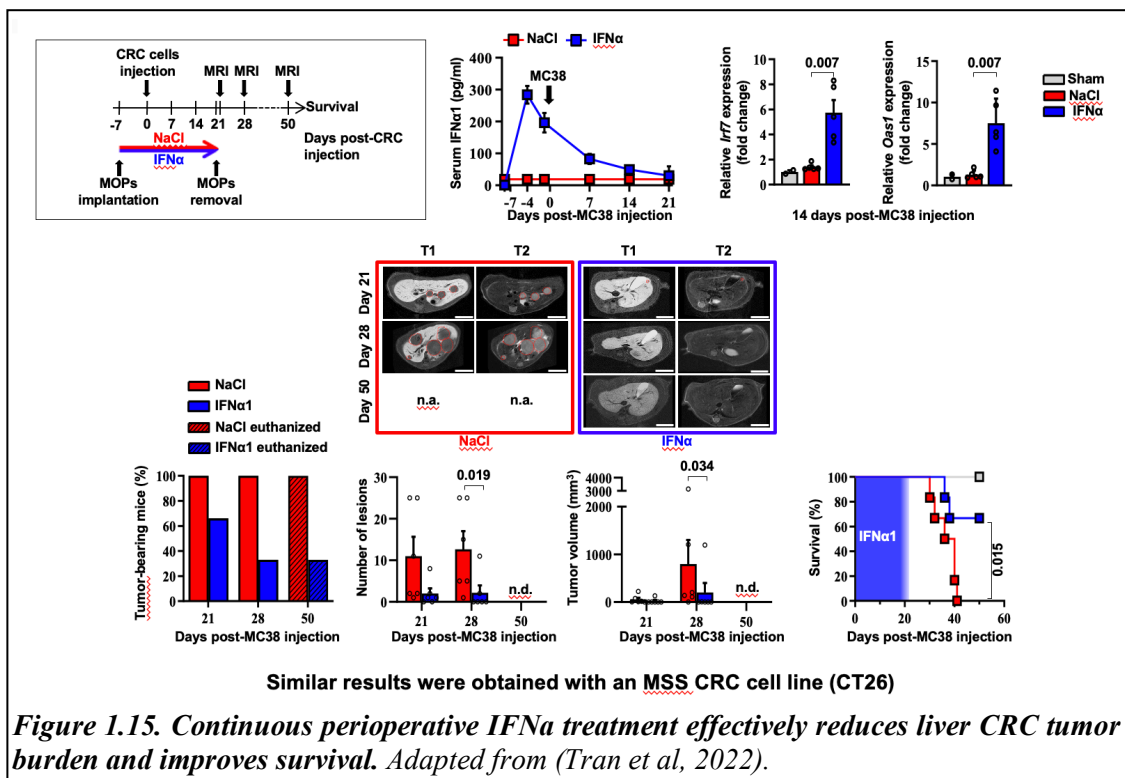 CRC cells
injection
MRI MRI MRI
Survival
-7 0 7 14 21 28 50
NaCl
IFNα
Days post-CRC
injection
MOPs
implantation
MOPs
removal
NaCl IFNα
Serum IFNα1 (pg/ml)
400
300
200
100
0
MC38
-7 -4 0 7 14 21
Days post-MC38 injection
Relative Irf7 expression
(fold change)
10
8
6
4
2
0
0.007
Relative Oas1 expression
(fold change)
15
10
5
0
0.007
14 days post-MC38 injection
Sham
NaCl
IFNα
T1 T2 T1 T2
Day 21
Day 28
Day 50
n.a. n.a.
NaCl IFNα
NaCl
IFNα1
NaCl euthanized
IFNα1 euthanized
Tumor-bearing mice (%)
100
80
60
40
20
0
21 28 50
Days post-MC38 injection
Number of lesions
30
20
10
0
0.019
n.d.
21 28 50
Days post-MC38 injection
Tumor volume (mm3)
3000
2000
1000
0
0.034
n.d.
21 28 50
Days post-MC38 injection
Survival (%)
100
80
60
40
20
0
IFNα1
0.015
0 20 40 60
Days post-MC38 injection
Similar results were obtained with an MSS CRC cell line (CT26)
Figure 1.15. Continuous perioperative IFNa treatment effectively reduces liver CRC tumor
burden and improves survival. Adapted from (Tran et al, 2022).